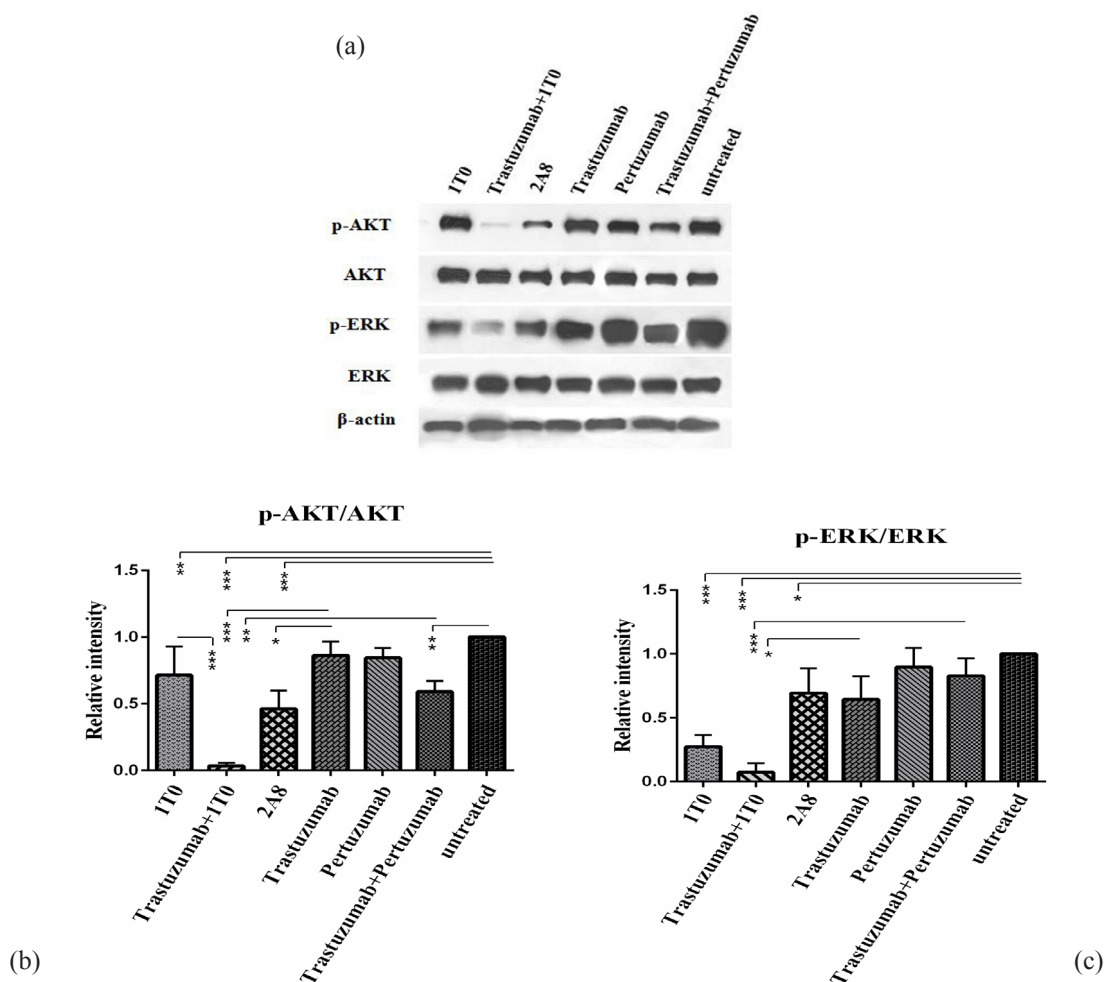 (a)
1T0
Trastuzumab+1T0
2A8
Trastuzumab
Pertuzumab
Trastuzumab+Pertuzumab
untreated
p-AKT
AKT
p-ERK
ERK
β-actin
p-AKT/AKT
Relative intensity
1.5
1.0
0.5
0.0
**
***
***
***
**
*
***
**
1T0
Trastuzumab+1T0
2A8
Trastuzumab
Pertuzumab
Trastuzumab+Pertuzumab
untreated
(b)
p-ERK/ERK
Relative intensity
1.5
1.0
0.5
0.0
***
***
*
***
*
1T0
Trastuzumab+1T0
2A8
Trastuzumab
Pertuzumab
Trastuzumab+Pertuzumab
untreated
(c)